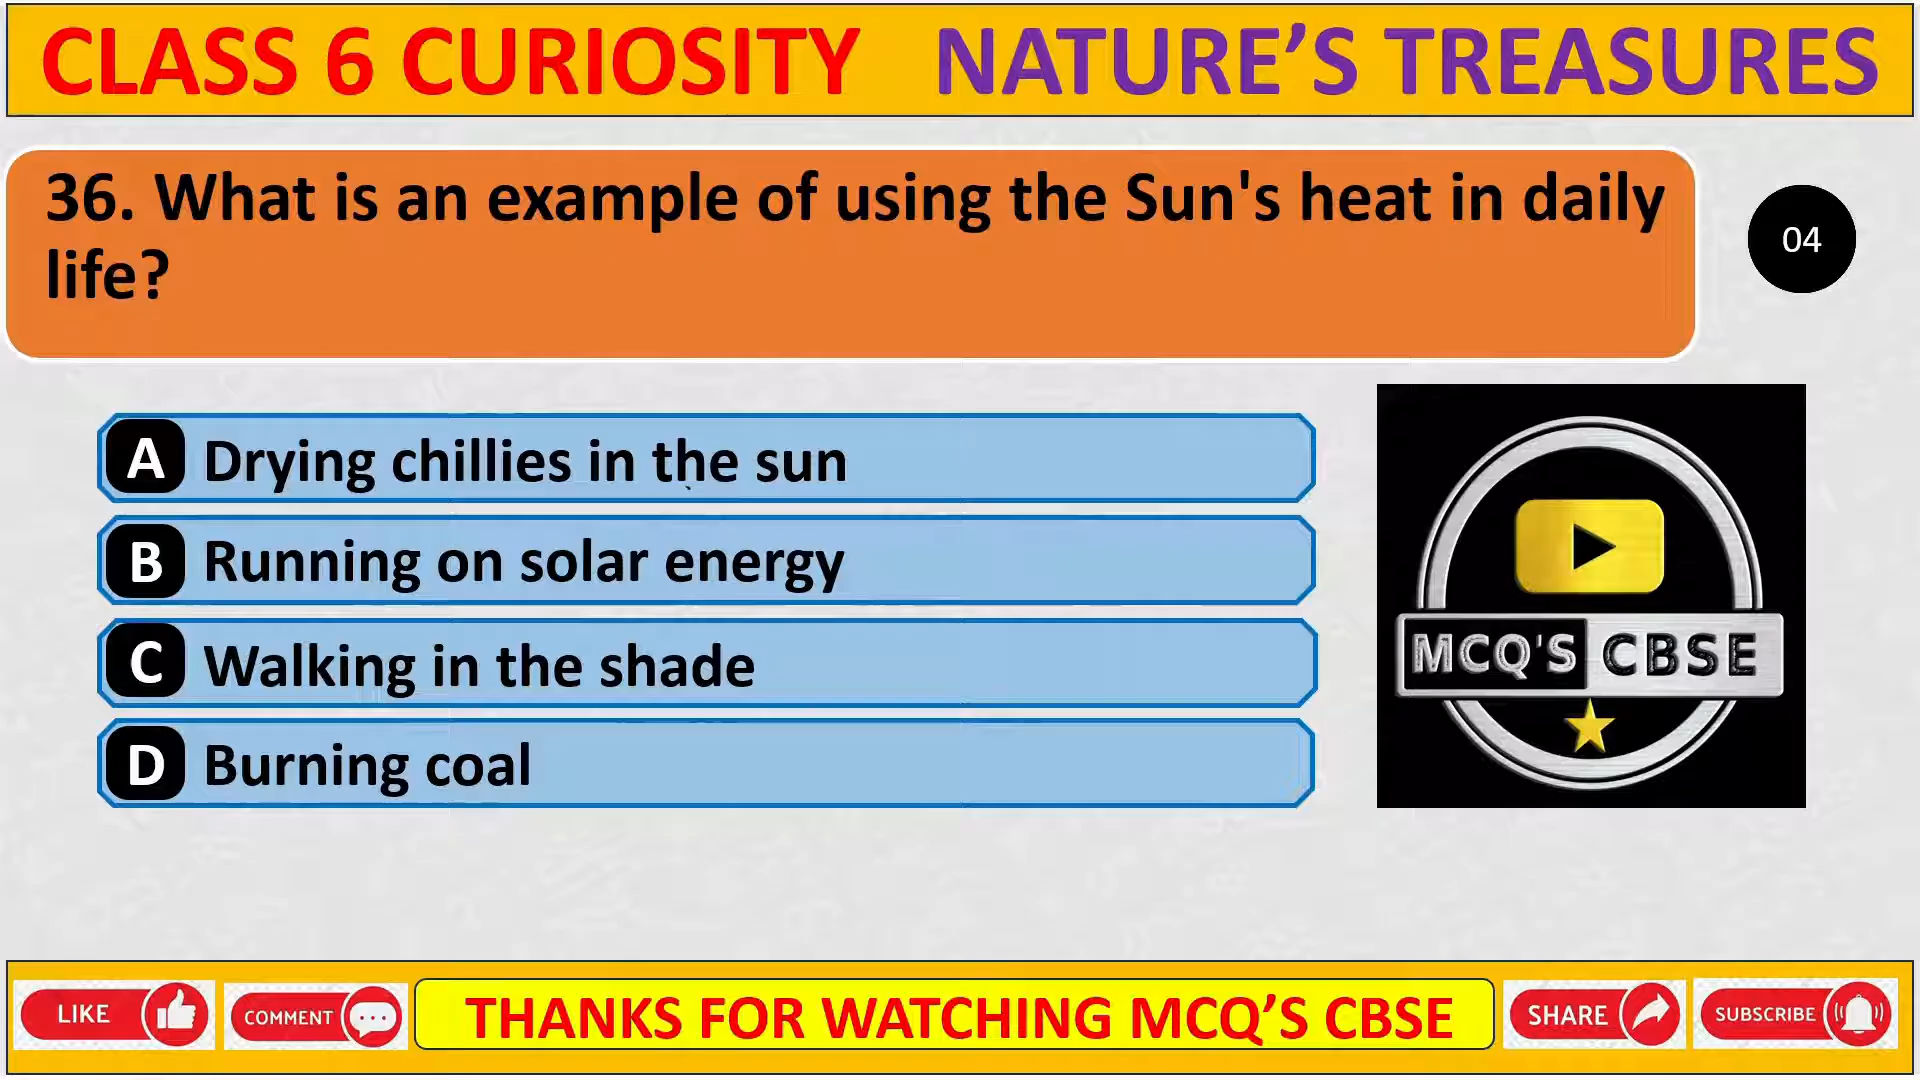 CLASS 6 CURIOSITY NATURE’S TREASURES
36. What is an example of using the Sun's heat in daily
life?
04
A Drying chillies in the sun
B Running on solar energy
C Walking in the shade
D Burning coal
MCQ'S CBSE
LIKE COMMENT THANKS FOR WATCHING MCQ’S CBSE SHARE SUBSCRIBE